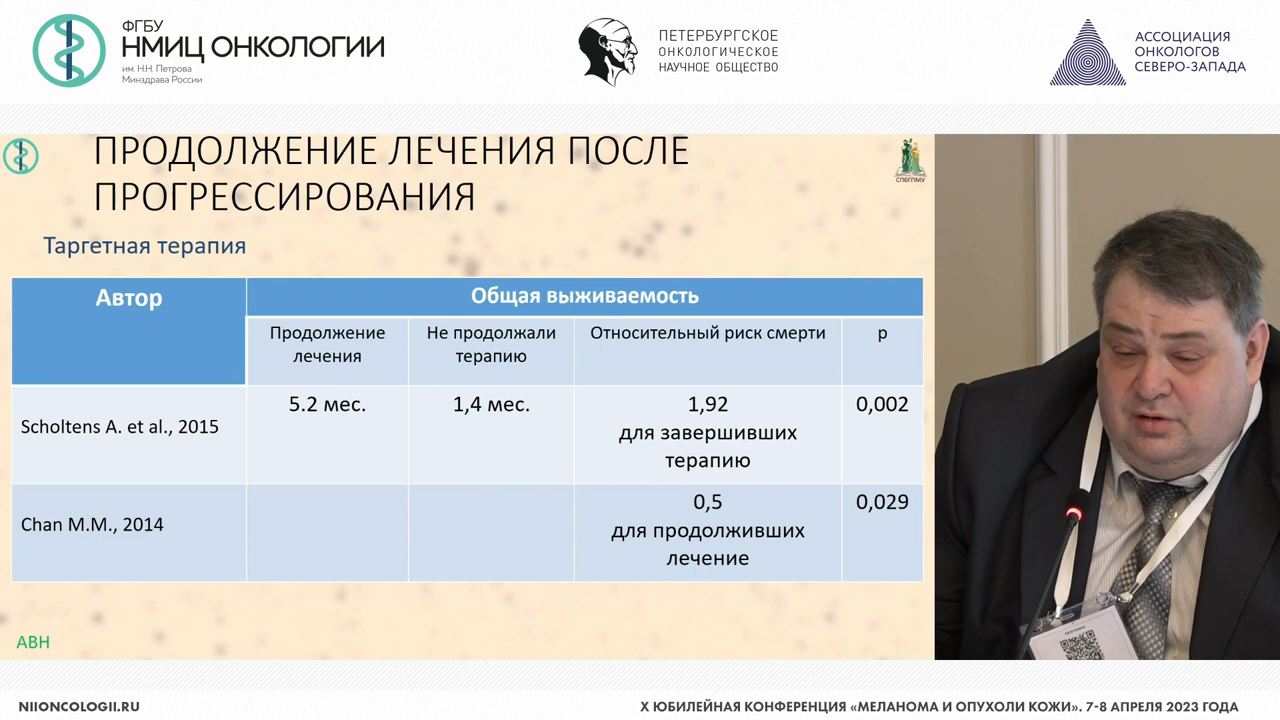 ФГБУ
НМИЦ ОНКОЛОГИИ
им. Н.Н. Петрова
Минздрава России
ПЕТЕРБУРГСКОЕ
ОНКОЛОГИЧЕСКОЕ
НАУЧНОЕ ОБЩЕСТВО
АССОЦИАЦИЯ
ОНКОЛОГОВ
СЕВЕРО-ЗАПАДА
ПРОДОЛЖЕНИЕ ЛЕЧЕНИЯ ПОСЛЕ
ПРОГРЕССИРОВАНИЯ
СПбГПМУ
Таргетная терапия
Автор
Общая выживаемость
Продолжение
лечения
Не продолжали
терапию
Относительный риск смерти
p
Scholtens A. et al., 2015
5.2 мес.
1,4 мес.
1,92
для завершивших
терапию
0,002
Chan M.M., 2014
0,5
для продолживших
лечение
0,029
АВН
NIIONCOLOGII.RU
X ЮБИЛЕЙНАЯ КОНФЕРЕНЦИЯ «МЕЛАНОМА И ОПУХОЛИ КОЖИ». 7-8 АПРЕЛЯ 2023 ГОДА